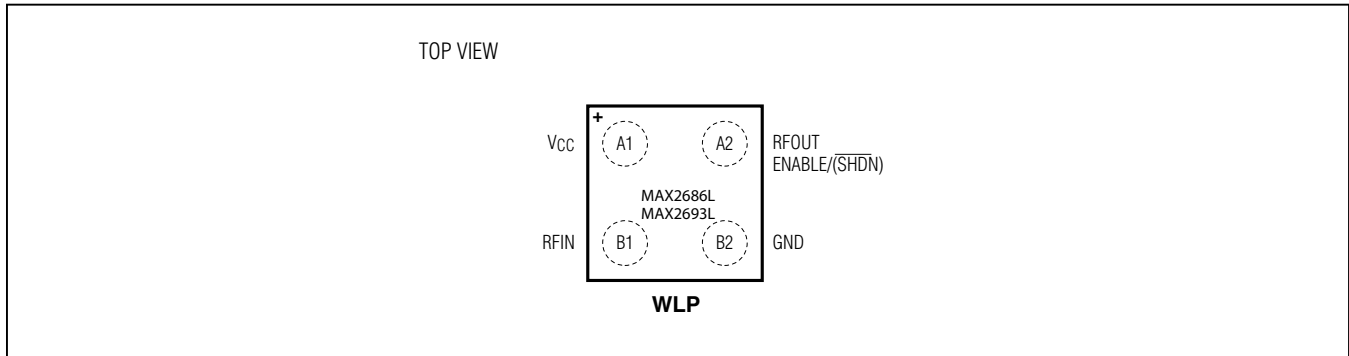 TOP VIEW
+
VCC A1 A2 RFOUT
ENABLE/(SHDN)
MAX2686L
MAX2693L
RFIN B1 B2 GND
WLP